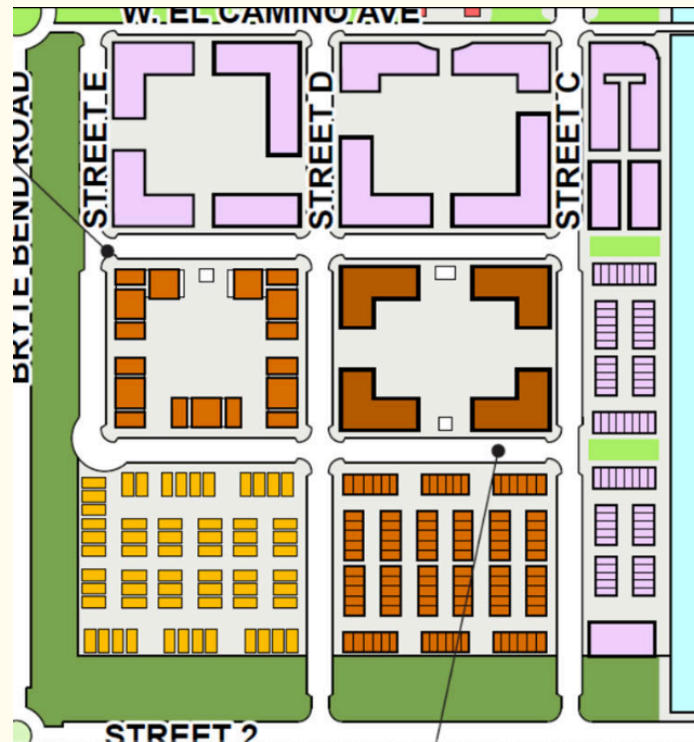 W. EL CAMINO AVE
BRYTE BEND ROAD
STREET E
STREET D
STREET C
STREET 2